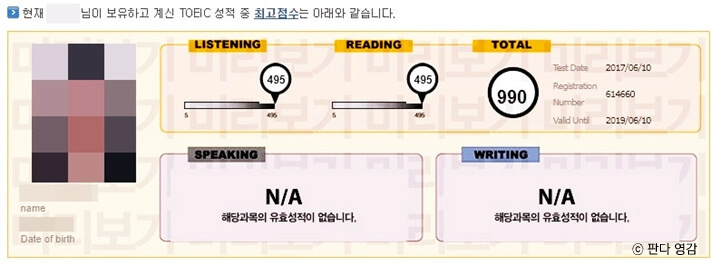 현재 님이 보유하고 계신 TOEIC 성적 중 최고점수는 아래와 같습니다.
LISTENING
READING
TOTAL
495
495
5
495
5
495
990
Test Date 2017/06/10
Registration Number 614660
Valid Until 2019/06/10
SPEAKING
WRITING
N/A
해당과목의 유효성적이 없습니다.
N/A
해당과목의 유효성적이 없습니다.
name
Date of birth
미리보기 미리보기 미리보기
ⓒ 판다 영감